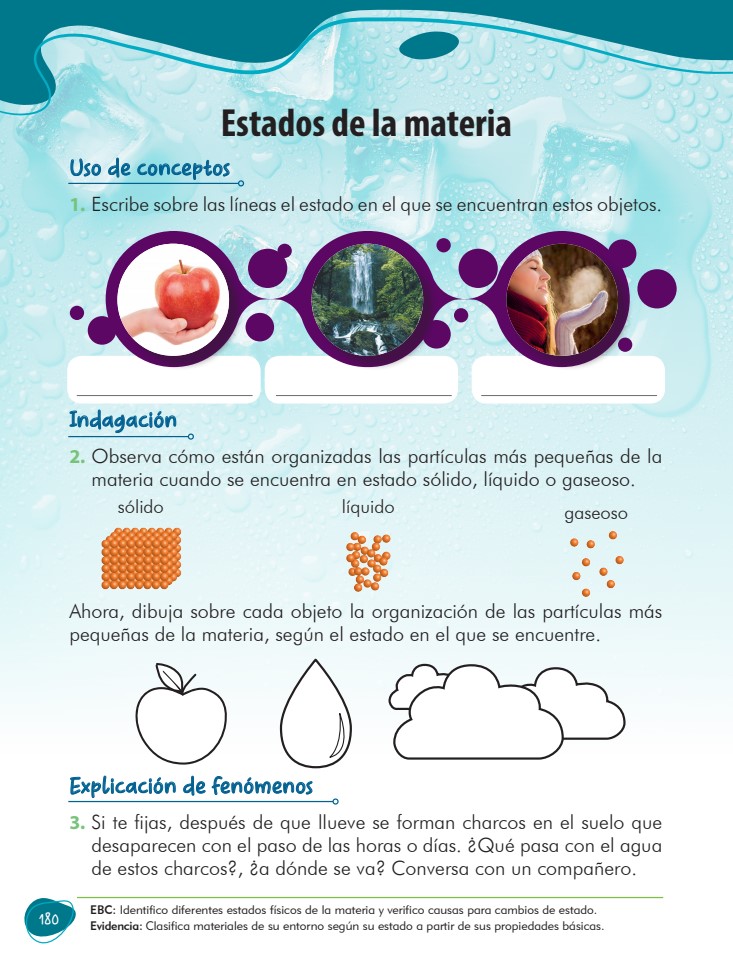 Estados de la materia
Uso de conceptos
1. Escribe sobre las líneas el estado en el que se encuentran estos objetos.
Indagación
2. Observa cómo están organizadas las partículas más pequeñas de la
materia cuando se encuentra en estado sólido, líquido o gaseoso.
sólido
líquido
gaseoso
Ahora, dibuja sobre cada objeto la organización de las partículas más
pequeñas de la materia, según el estado en el que se encuentre.
Explicación de fenómenos
3. Si te fijas, después de que llueve se forman charcos en el suelo que
desaparecen con el paso de las horas o días. ¿Qué pasa con el agua
de estos charcos?, ¿a dónde se va? Conversa con un compañero.
180
EBC: Identifico diferentes estados físicos de la materia y verifico causas para cambios de estado.
Evidencia: Clasifica materiales de su entorno según su estado a partir de sus propiedades básicas.